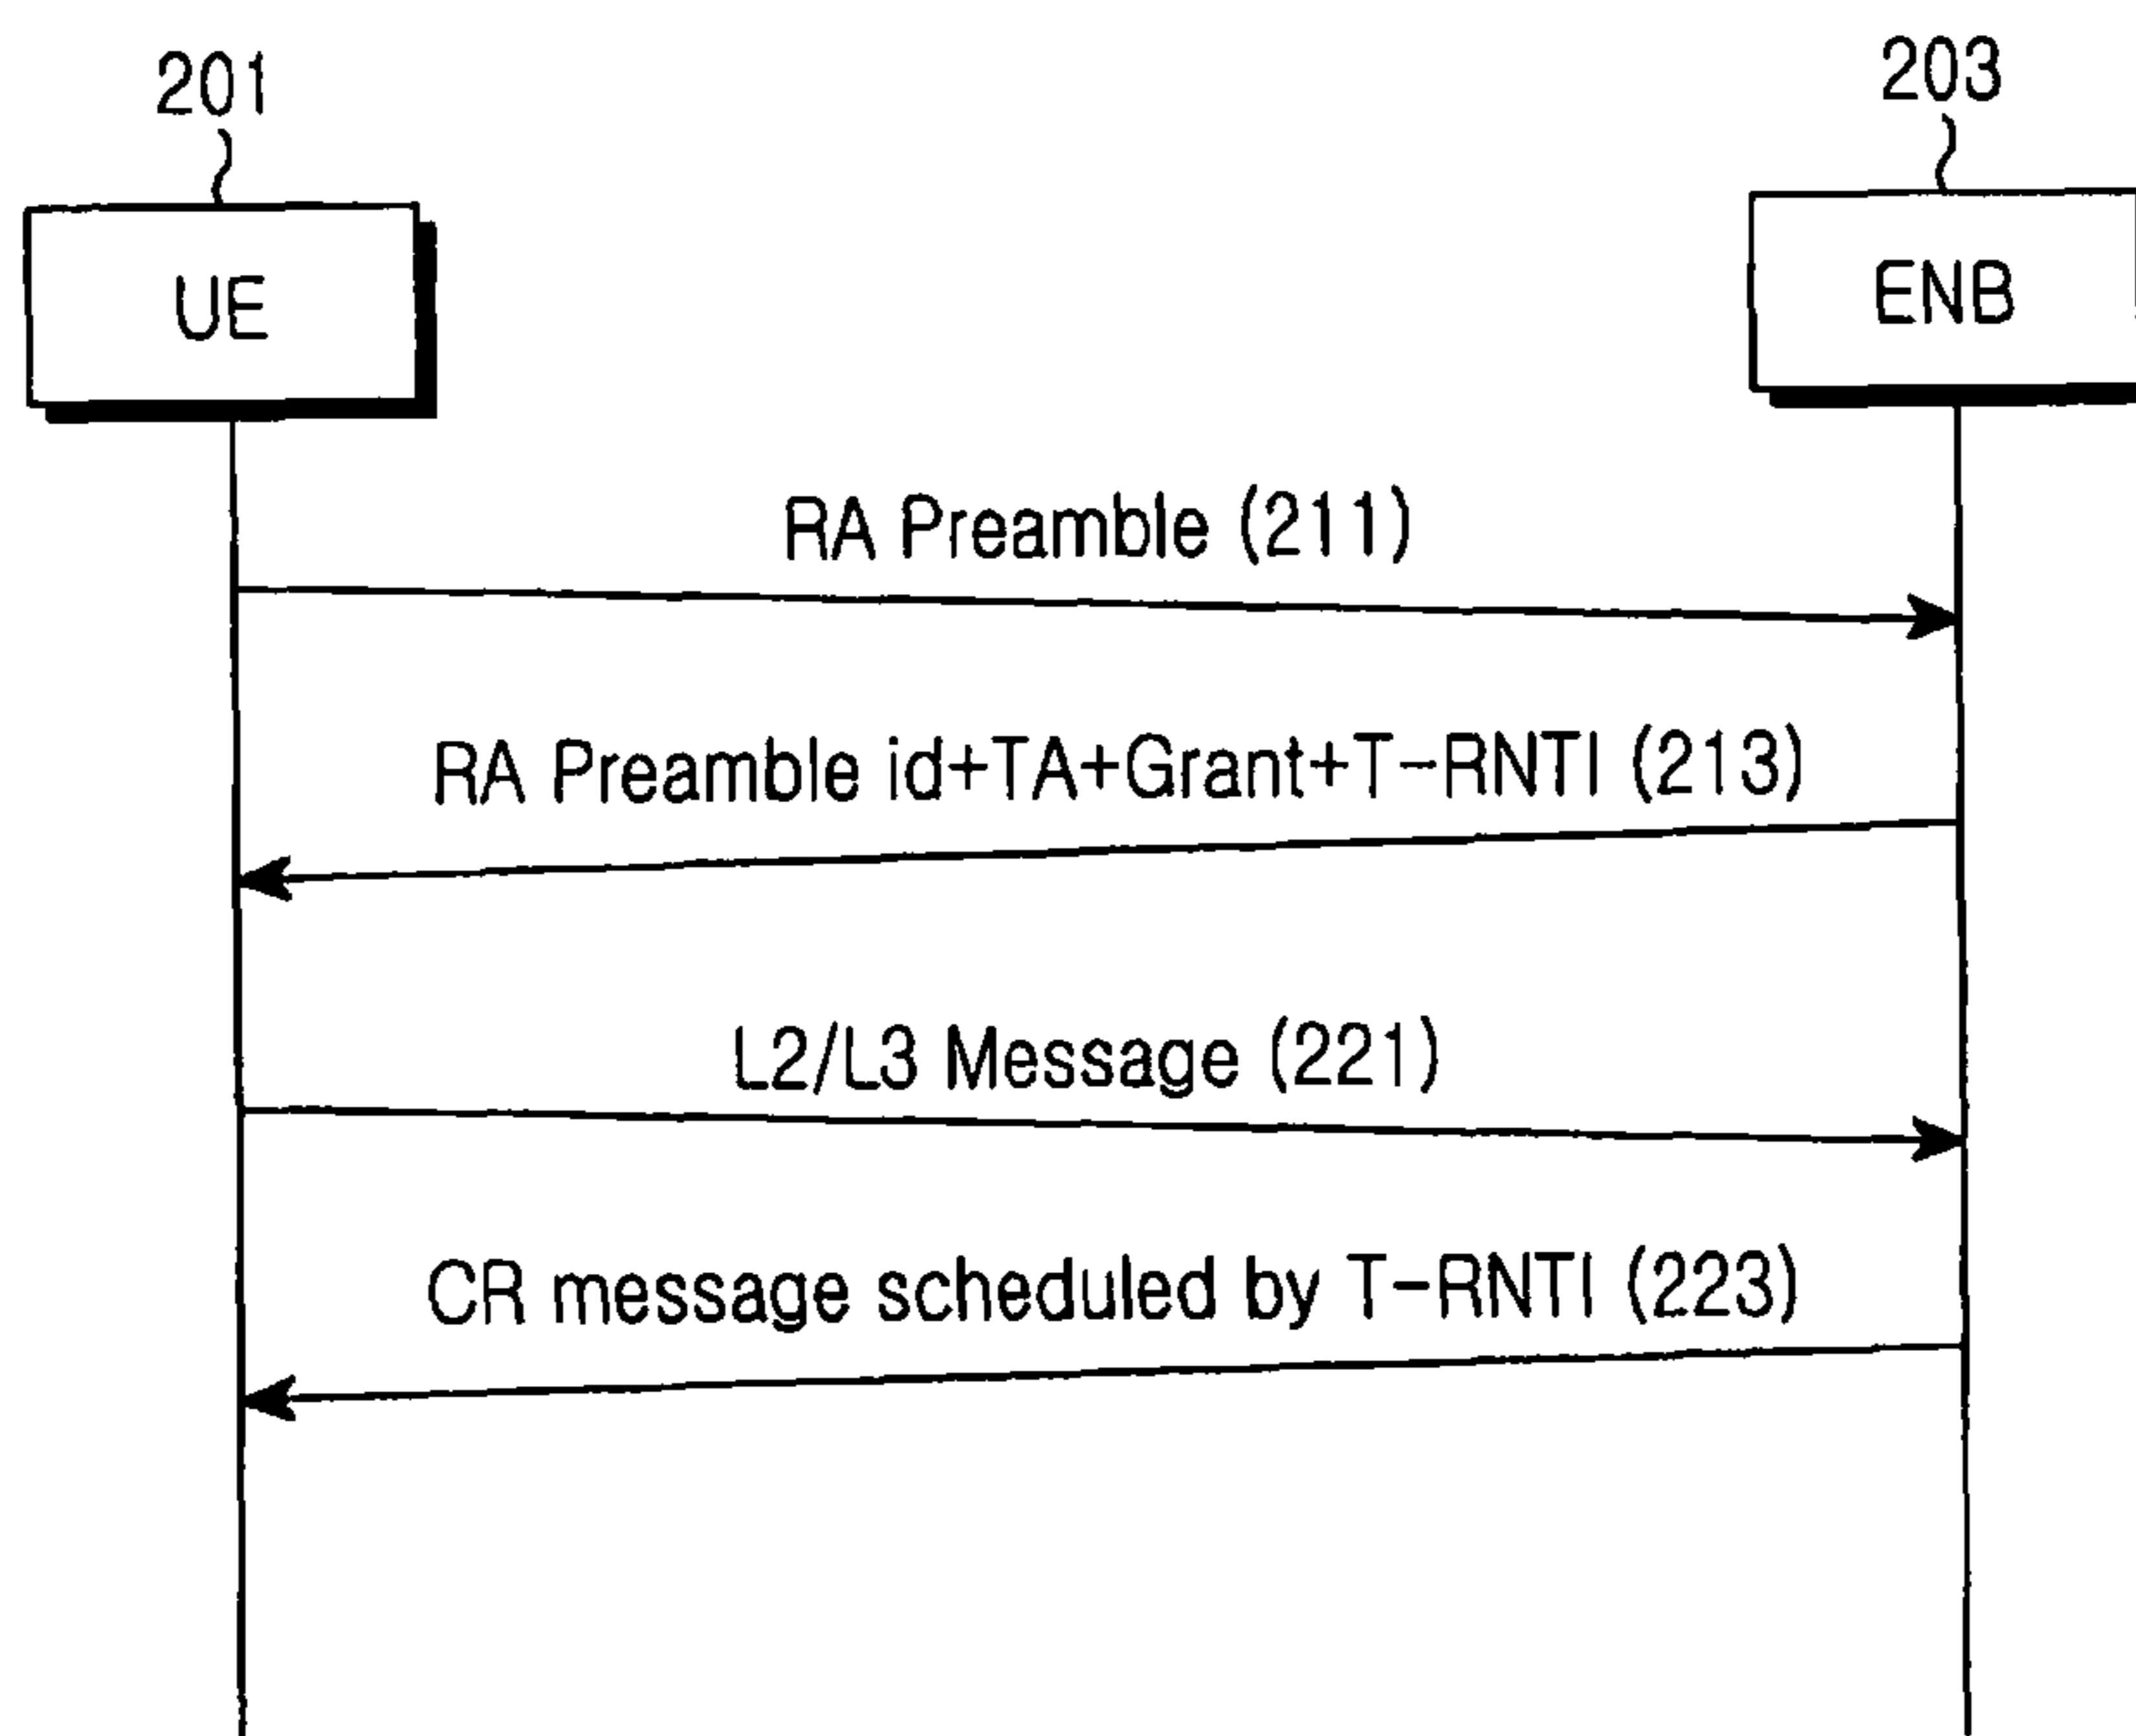 201
203
UE
ENB
RA Preamble (211)
RA Preamble id+TA+Grant+T-RNTI (213)
L2/L3 Message (221)
CR message scheduled by T-RNTI (223)